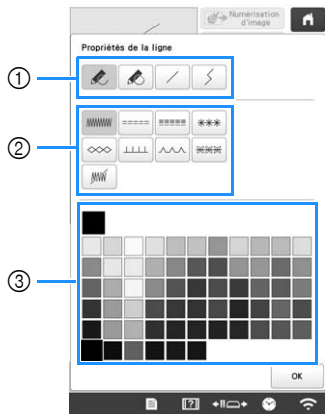 Numérisation
d'image
Propriétés de la ligne
①
②
③
OK